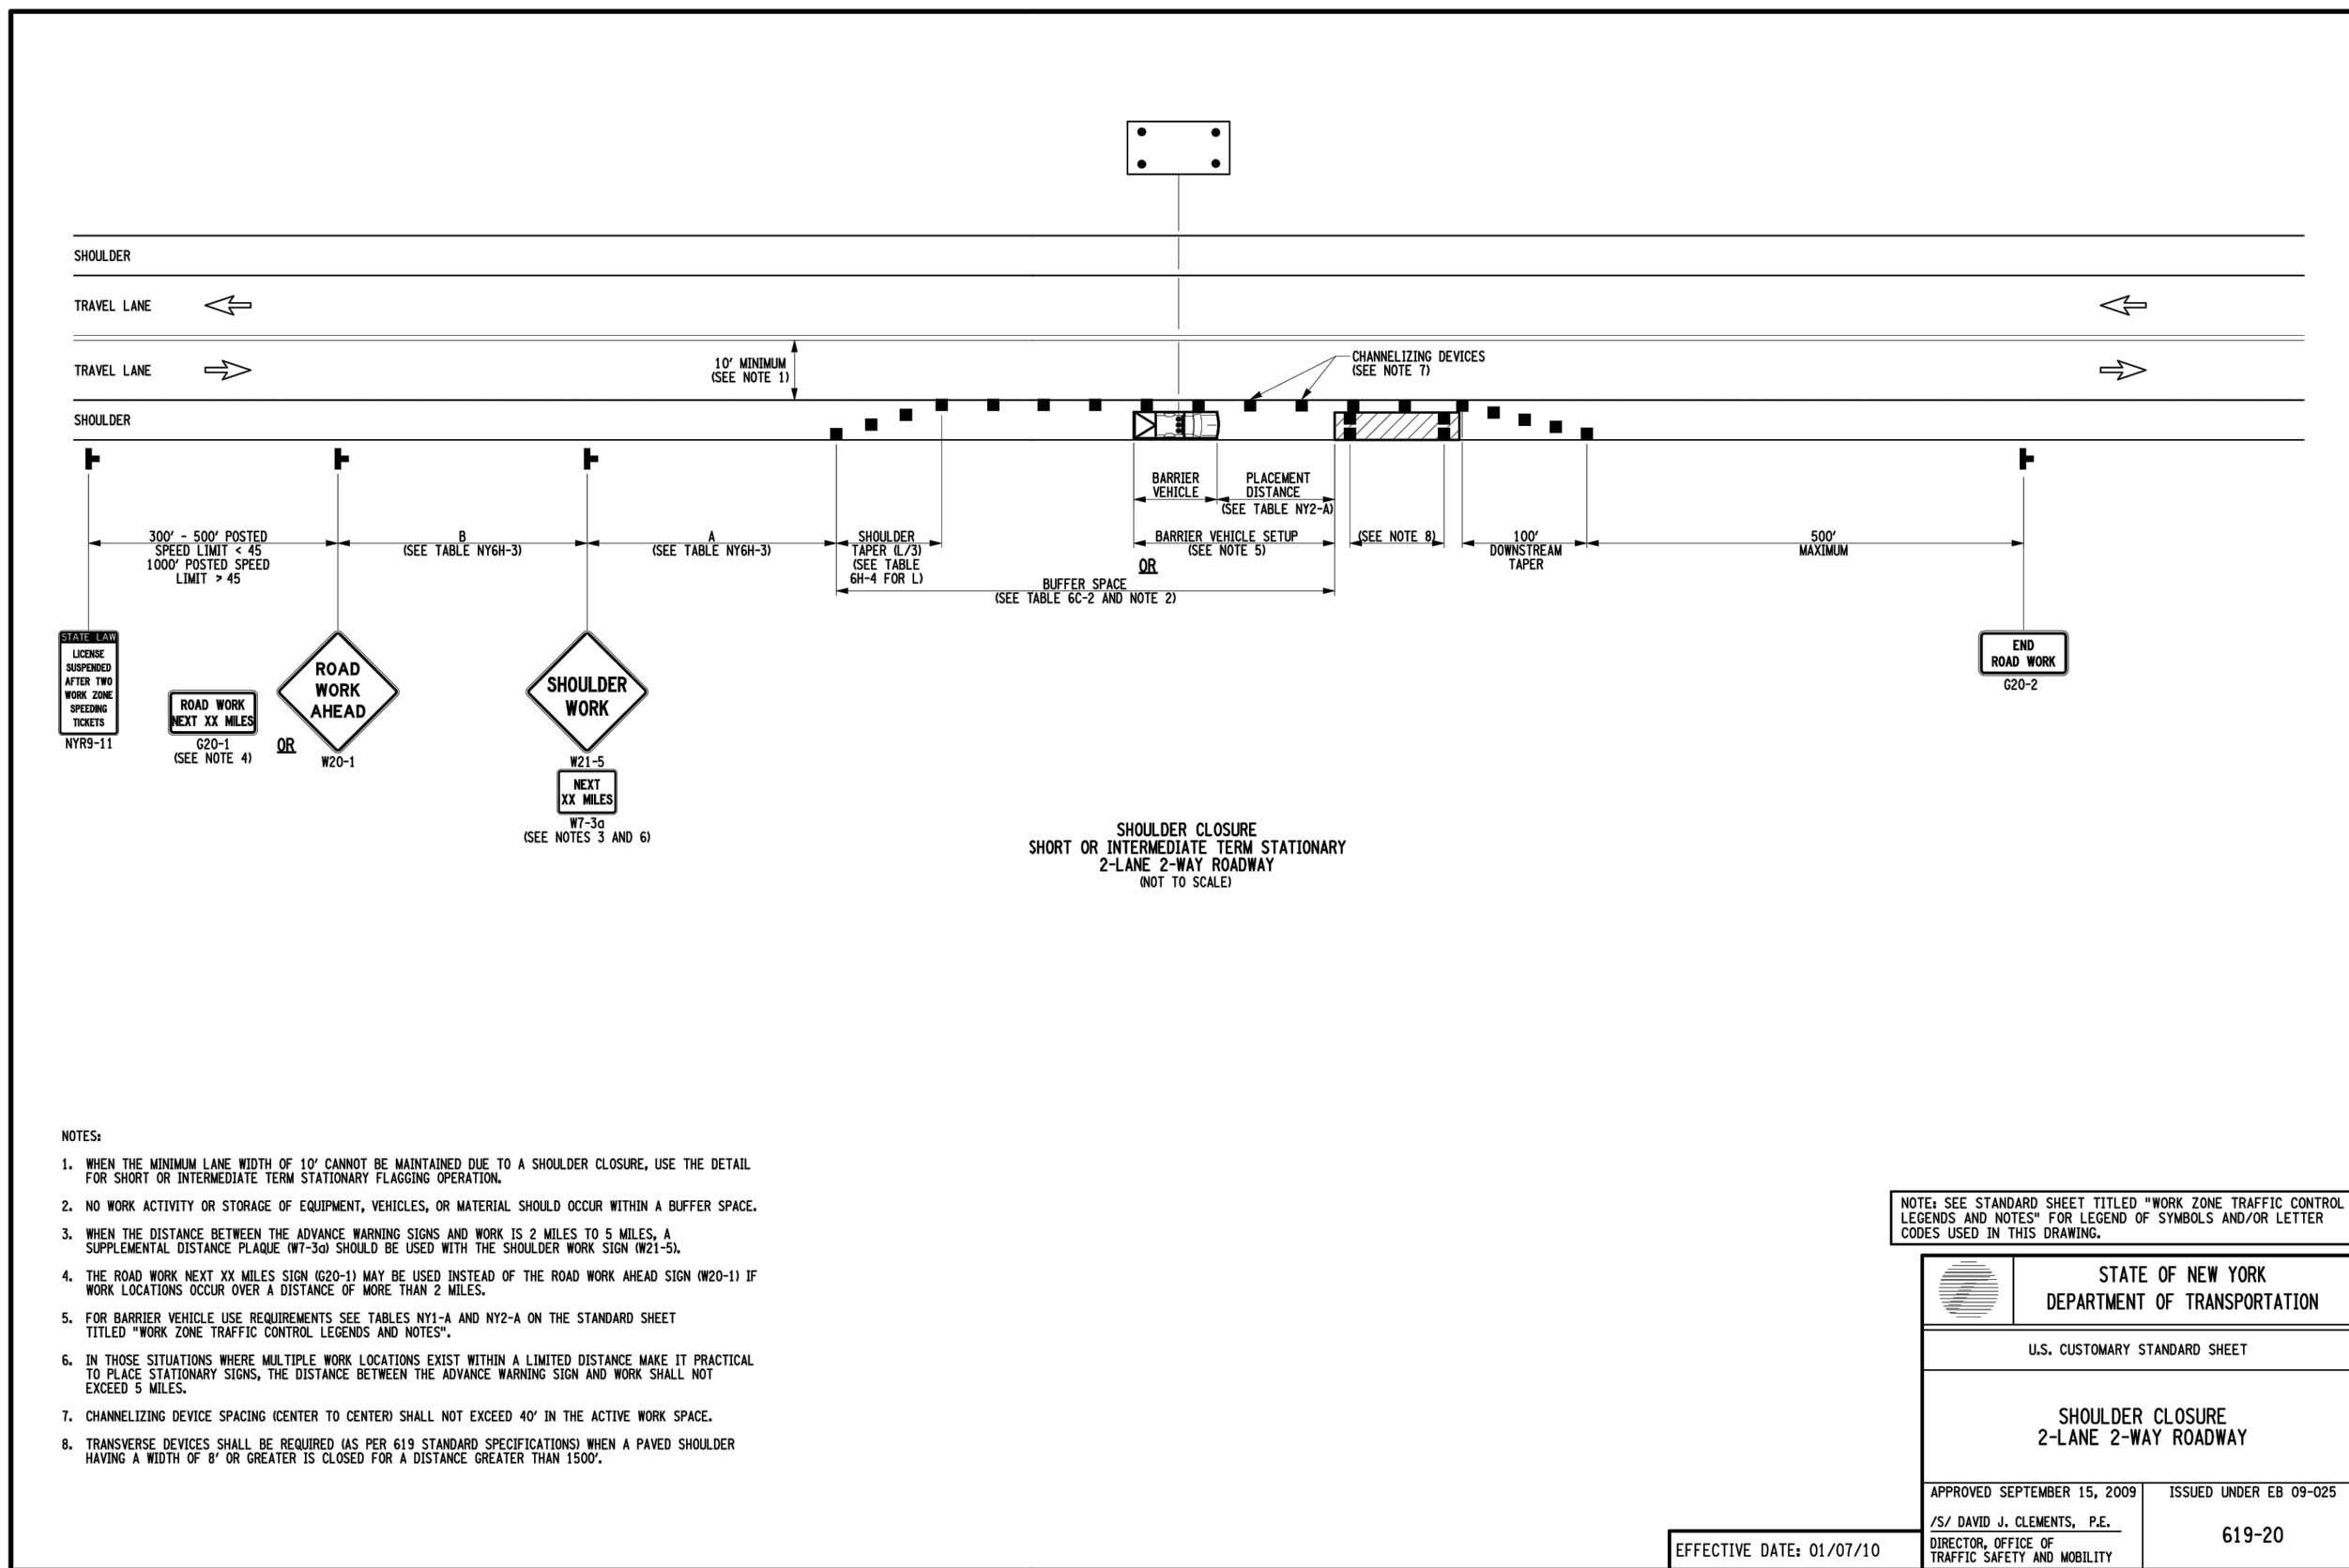 SHOULDER
TRAVEL LANE
TRAVEL LANE
10' MINIMUM
(SEE NOTE 1)
CHANNELIZING DEVICES
(SEE NOTE 7)
SHOULDER
BARRIER
VEHICLE
PLACEMENT
DISTANCE
(SEE TABLE NY2-A)
300' - 500' POSTED
SPEED LIMIT < 45
1000' POSTED SPEED
LIMIT > 45
B
(SEE TABLE NY6H-3)
A
(SEE TABLE NY6H-3)
SHOULDER
TAPER (L/3)
(SEE TABLE
6H-4 FOR L)
BARRIER VEHICLE SETUP
(SEE NOTE 5)
OR
BUFFER SPACE
(SEE TABLE 6C-2 AND NOTE 2)
(SEE NOTE 8)
100'
DOWNSTREAM
TAPER
500'
MAXIMUM
STATE LAW
LICENSE
SUSPENDED
AFTER TWO
WORK ZONE
SPEEDING
TICKETS
NYR9-11
ROAD WORK
NEXT XX MILES
G20-1
(SEE NOTE 4)
OR
ROAD
WORK
AHEAD
W20-1
SHOULDER
WORK
W21-5
NEXT
XX MILES
W7-3a
(SEE NOTES 3 AND 6)
END
ROAD WORK
G20-2
SHOULDER CLOSURE
SHORT OR INTERMEDIATE TERM STATIONARY
2-LANE 2-WAY ROADWAY
(NOT TO SCALE)
NOTES:
1. WHEN THE MINIMUM LANE WIDTH OF 10' CANNOT BE MAINTAINED DUE TO A SHOULDER CLOSURE, USE THE DETAIL
FOR SHORT OR INTERMEDIATE TERM STATIONARY FLAGGING OPERATION.
2. NO WORK ACTIVITY OR STORAGE OF EQUIPMENT, VEHICLES, OR MATERIAL SHOULD OCCUR WITHIN A BUFFER SPACE.
3. WHEN THE DISTANCE BETWEEN THE ADVANCE WARNING SIGNS AND WORK IS 2 MILES TO 5 MILES, A
SUPPLEMENTAL DISTANCE PLAQUE (W7-3a) SHOULD BE USED WITH THE SHOULDER WORK SIGN (W21-5).
4. THE ROAD WORK NEXT XX MILES SIGN (G20-1) MAY BE USED INSTEAD OF THE ROAD WORK AHEAD SIGN (W20-1) IF
WORK LOCATIONS OCCUR OVER A DISTANCE OF MORE THAN 2 MILES.
5. FOR BARRIER VEHICLE USE REQUIREMENTS SEE TABLES NY1-A AND NY2-A ON THE STANDARD SHEET
TITLED "WORK ZONE TRAFFIC CONTROL LEGENDS AND NOTES".
6. IN THOSE SITUATIONS WHERE MULTIPLE WORK LOCATIONS EXIST WITHIN A LIMITED DISTANCE MAKE IT PRACTICAL
TO PLACE STATIONARY SIGNS, THE DISTANCE BETWEEN THE ADVANCE WARNING SIGN AND WORK SHALL NOT
EXCEED 5 MILES.
7. CHANNELIZING DEVICE SPACING (CENTER TO CENTER) SHALL NOT EXCEED 40' IN THE ACTIVE WORK SPACE.
8. TRANSVERSE DEVICES SHALL BE REQUIRED (AS PER 619 STANDARD SPECIFICATIONS) WHEN A PAVED SHOULDER
HAVING A WIDTH OF 8' OR GREATER IS CLOSED FOR A DISTANCE GREATER THAN 1500'.
NOTE: SEE STANDARD SHEET TITLED "WORK ZONE TRAFFIC CONTROL
LEGENDS AND NOTES" FOR LEGEND OF SYMBOLS AND/OR LETTER
CODES USED IN THIS DRAWING.
STATE OF NEW YORK
DEPARTMENT OF TRANSPORTATION
U.S. CUSTOMARY STANDARD SHEET
SHOULDER CLOSURE
2-LANE 2-WAY ROADWAY
APPROVED SEPTEMBER 15, 2009
/S/ DAVID J. CLEMENTS, P.E.
DIRECTOR, OFFICE OF
TRAFFIC SAFETY AND MOBILITY
ISSUED UNDER EB 09-025
619-20
EFFECTIVE DATE: 01/07/10